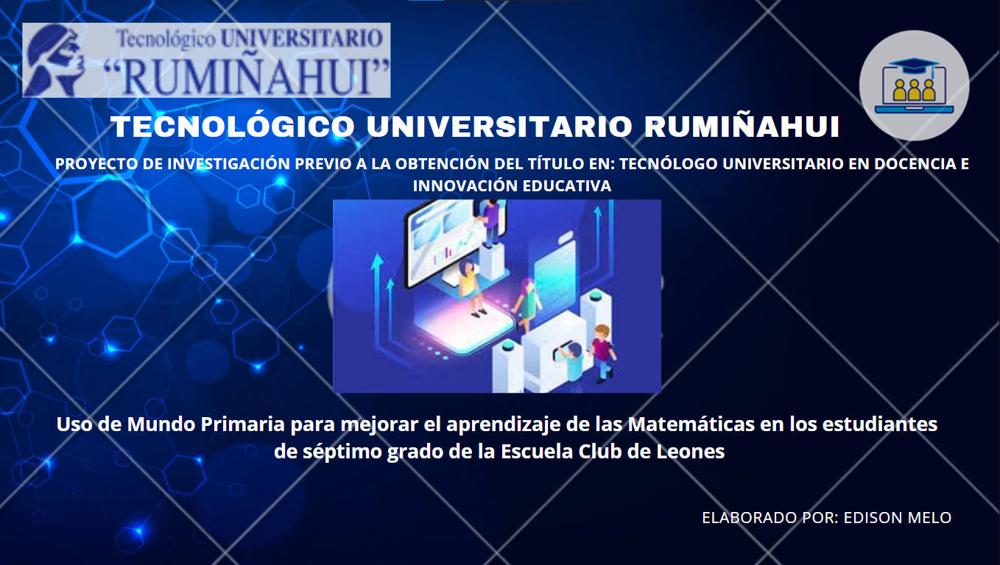 Tecnológico UNIVERSITARIO
“RUMIÑAHUI”
TECNOLÓGICO UNIVERSITARIO RUMIÑAHUI
PROYECTO DE INVESTIGACIÓN PREVIO A LA OBTENCIÓN DEL TÍTULO EN: TECNÓLOGO UNIVERSITARIO EN DOCENCIA E
INNOVACIÓN EDUCATIVA
Uso de Mundo Primaria para mejorar el aprendizaje de las Matemáticas en los estudiantes
de séptimo grado de la Escuela Club de Leones
ELABORADO POR: EDISON MELO